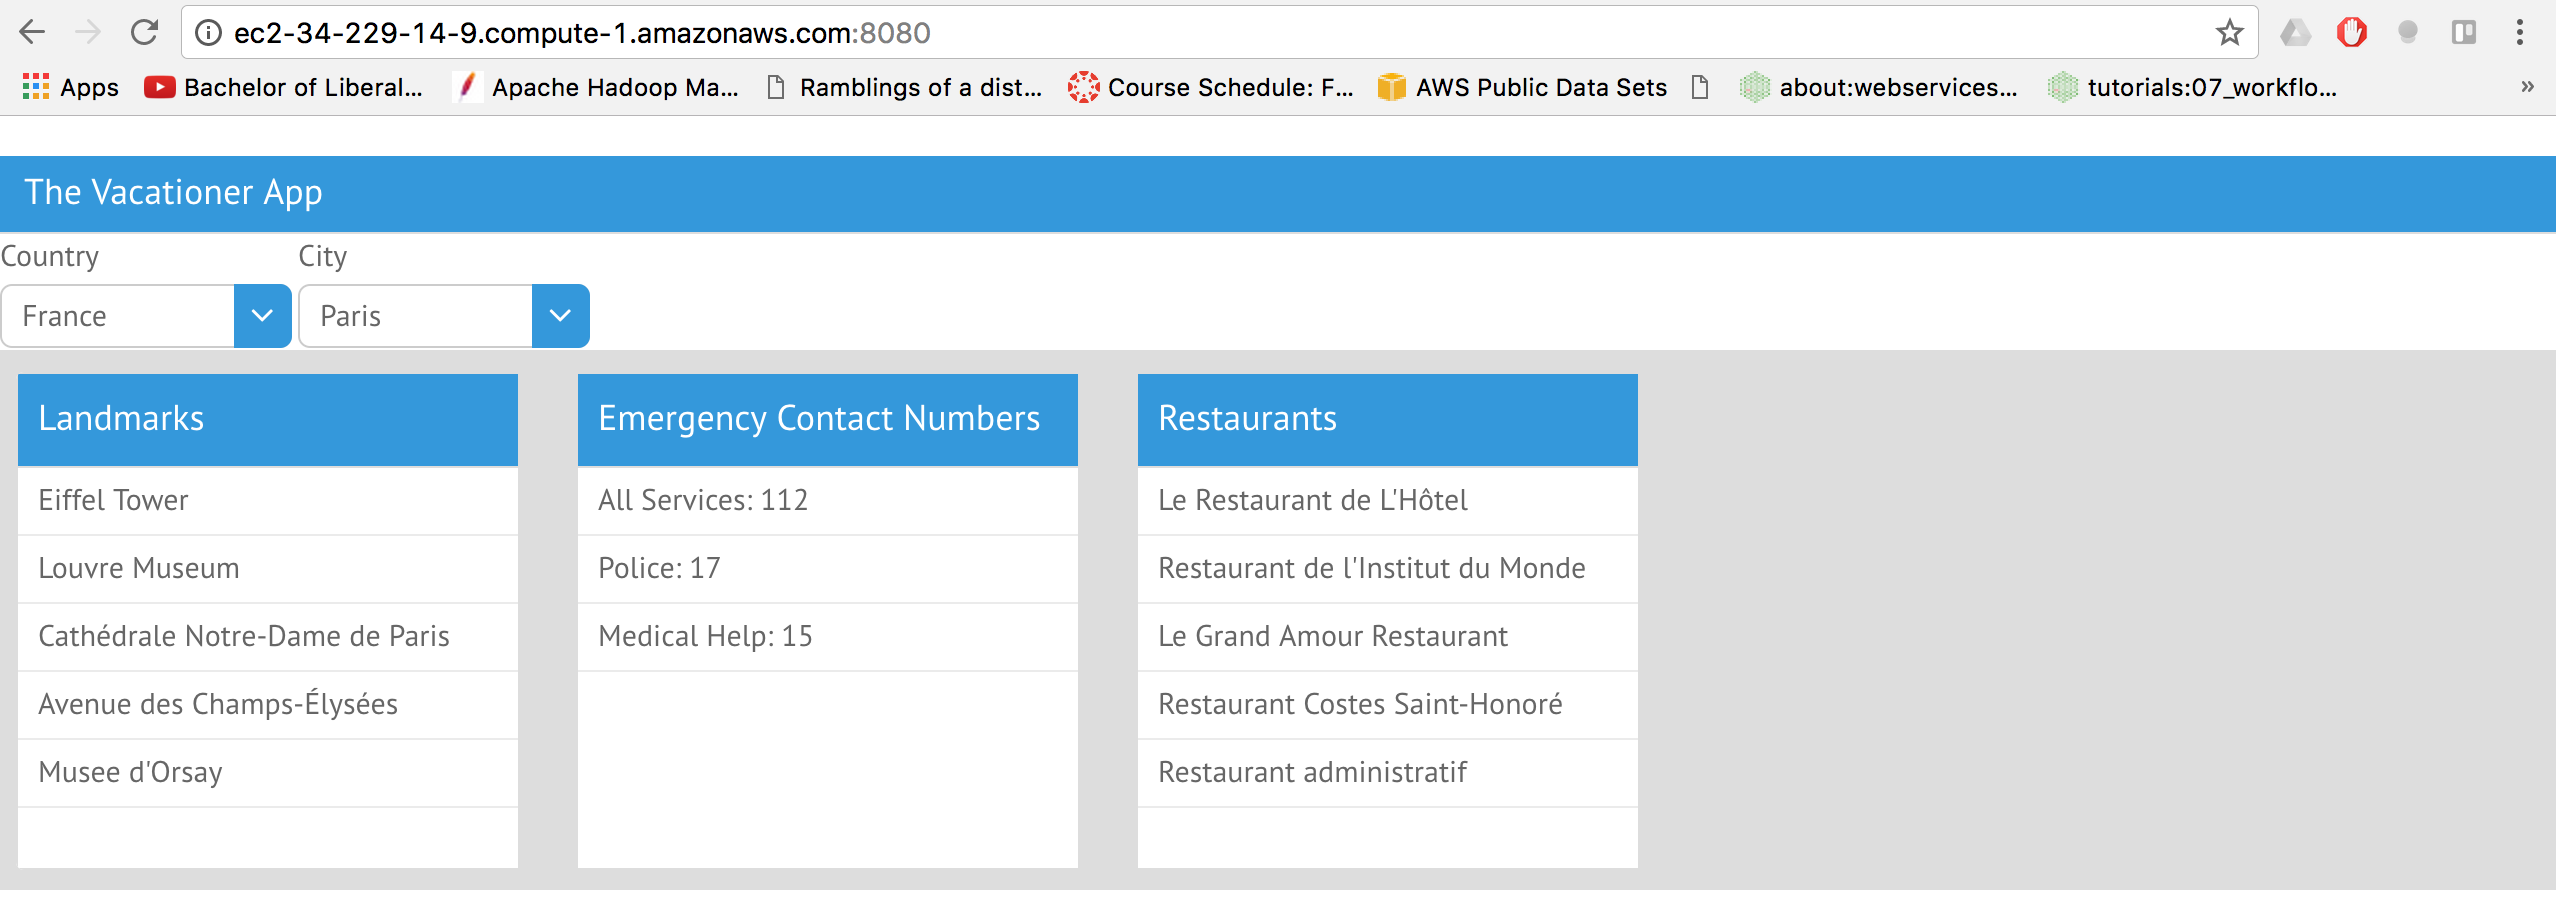 ec2-34-229-14-9.compute-1.amazonaws.com:8080
Apps Bachelor of Liberal... Apache Hadoop Ma... Ramblings of a dist... Course Schedule: F... AWS Public Data Sets about:webservices... tutorials:07_workflo... »
The Vacationer App
Country City
France Paris
Landmarks
Eiffel Tower
Louvre Museum
Cathédrale Notre-Dame de Paris
Avenue des Champs-Élysées
Musee d'Orsay
Emergency Contact Numbers
All Services: 112
Police: 17
Medical Help: 15
Restaurants
Le Restaurant de L'Hôtel
Restaurant de l'Institut du Monde
Le Grand Amour Restaurant
Restaurant Costes Saint-Honoré
Restaurant administratif